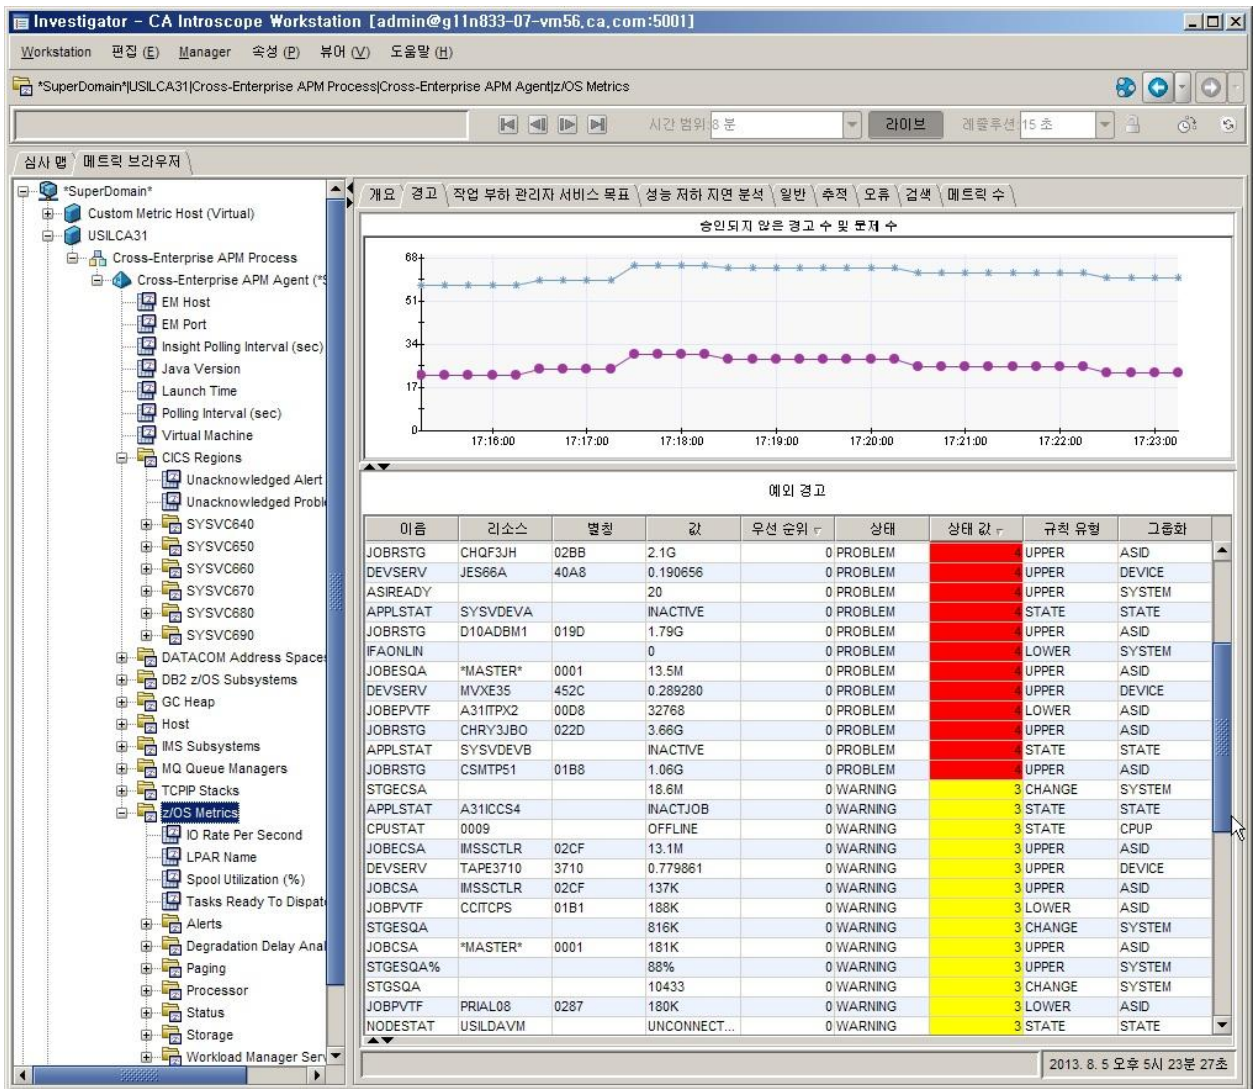 Investigator - CA Introscope Workstation [admin@g11n833-07-vm56.ca.com:5001]
Workstation 편집 (E) Manager 속성 (P) 뷰어 (V) 도움말 (H)
*SuperDomain*|USILCA31|Cross-Enterprise APM Process|Cross-Enterprise APM Agent|z/OS Metrics
시간 범위: 8 분 라이브 레졸루션: 15 초
심사 맵 메트릭 브라우저
*SuperDomain*
Custom Metric Host (Virtual)
USILCA31
Cross-Enterprise APM Process
Cross-Enterprise APM Agent (*S
EM Host
EM Port
Insight Polling Interval (sec)
Java Version
Launch Time
Polling Interval (sec)
Virtual Machine
CICS Regions
Unacknowledged Alert
Unacknowledged Proble
SYSVC640
SYSVC650
SYSVC660
SYSVC670
SYSVC680
SYSVC690
DATACOM Address Spaces
DB2 z/OS Subsystems
GC Heap
Host
IMS Subsystems
MQ Queue Managers
TCPIP Stacks
z/OS Metrics
IO Rate Per Second
LPAR Name
Spool Utilization (%)
Tasks Ready To Dispat
Alerts
Degradation Delay Anal
Paging
Processor
Status
Storage
Workload Manager Serv
개요 경고 작업 부하 관리자 서비스 목표 성능 저하 지연 분석 일반 추적 오류 검색 메트릭 수
승인되지 않은 경고 수 및 문제 수
68
51
34
17
0
17:16:00 17:17:00 17:18:00 17:19:00 17:20:00 17:21:00 17:22:00 17:23:00
예외 경고
이름 리소스 별칭 값 우선 순위 상태 상태 값 규칙 유형 그룹화
JOBRSTG CHQF3JH 02BB 2.1G 0 PROBLEM 4 UPPER ASID
DEVSERV JES66A 40A8 0.190656 0 PROBLEM 4 UPPER DEVICE
ASIREADY 20 0 PROBLEM 4 UPPER SYSTEM
APPLSTAT SYSVDEVA INACTIVE 0 PROBLEM 4 STATE STATE
JOBRSTG D10ADBM1 019D 1.79G 0 PROBLEM 4 UPPER ASID
IFAONLIN 0 0 PROBLEM 4 LOWER SYSTEM
JOBESQA *MASTER* 0001 13.5M 0 PROBLEM 4 UPPER ASID
DEVSERV MVXE35 452C 0.289280 0 PROBLEM 4 UPPER DEVICE
JOBEPVTF A31ITPX2 00D8 32768 0 PROBLEM 4 LOWER ASID
JOBRSTG CHRY3JBO 022D 3.66G 0 PROBLEM 4 UPPER ASID
APPLSTAT SYSVDEVB INACTIVE 0 PROBLEM 4 STATE STATE
JOBRSTG CSMTP51 01B8 1.06G 0 PROBLEM 4 UPPER ASID
STGECSA 18.6M 0 WARNING 3 CHANGE SYSTEM
APPLSTAT A31ICCS4 INACTJOB 0 WARNING 3 STATE STATE
CPUSTAT 0009 OFFLINE 0 WARNING 3 STATE CPUP
JOBECSA IMSSCTLR 02CF 13.1M 0 WARNING 3 UPPER ASID
DEVSERV TAPE3710 3710 0.779861 0 WARNING 3 UPPER DEVICE
JOBCSA IMSSCTLR 02CF 137K 0 WARNING 3 UPPER ASID
JOBPVTF CCITCPS 01B1 188K 0 WARNING 3 LOWER ASID
STGESQA 816K 0 WARNING 3 CHANGE SYSTEM
JOBCSA *MASTER* 0001 181K 0 WARNING 3 UPPER ASID
STGESQA% 88% 0 WARNING 3 UPPER SYSTEM
STGSQA 10433 0 WARNING 3 CHANGE SYSTEM
JOBPVTF PRIAL08 0287 180K 0 WARNING 3 LOWER ASID
NODESTAT USILDAVM UNCONNECT... 0 WARNING 3 STATE STATE
2013. 8. 5 오후 5시 23분 27초